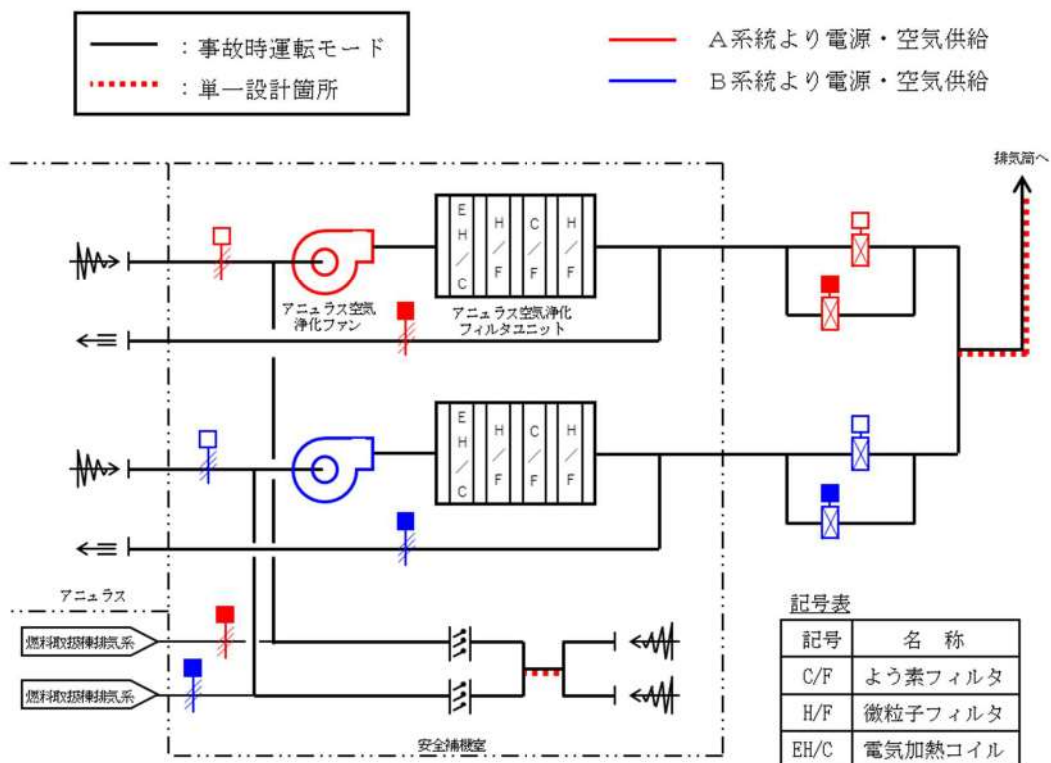 ：事故時運転モード
：単一設計箇所
A系統より電源・空気供給
B系統より電源・空気供給
排気筒へ
E
H
／
C
H
／
F
C
／
F
H
／
F
アニュラス空気
浄化ファン
アニュラス空気浄化
フィルタユニット
E
H
／
C
H
／
F
C
／
F
H
／
F
アニュラス
燃料取扱棟排気系
燃料取扱棟排気系
安全補機室
記号表
記号 名 称
C/F よう素フィルタ
H/F 微粒子フィルタ
EH/C 電気加熱コイル